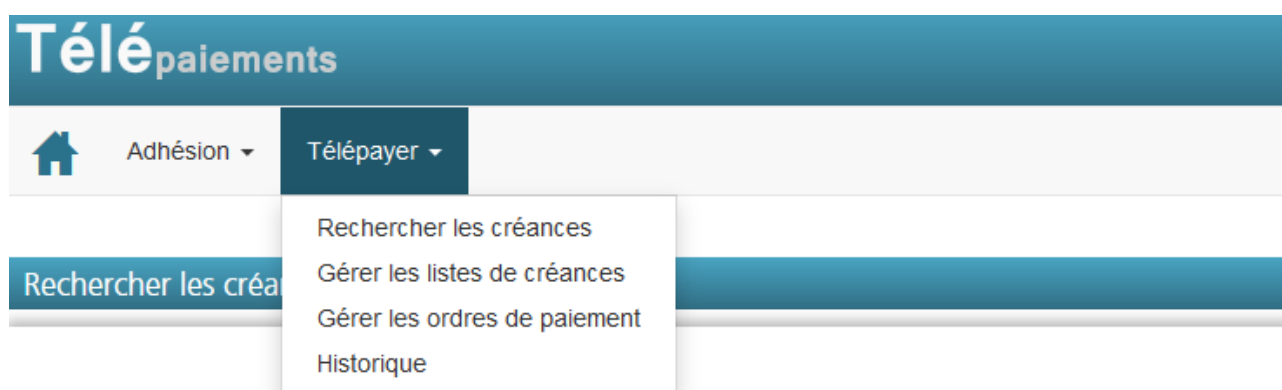 Télépaiements
Adhésion Télépayer
Rechercher les créances
Gérer les listes de créances
Rechercher les créa
Gérer les ordres de paiement
Historique